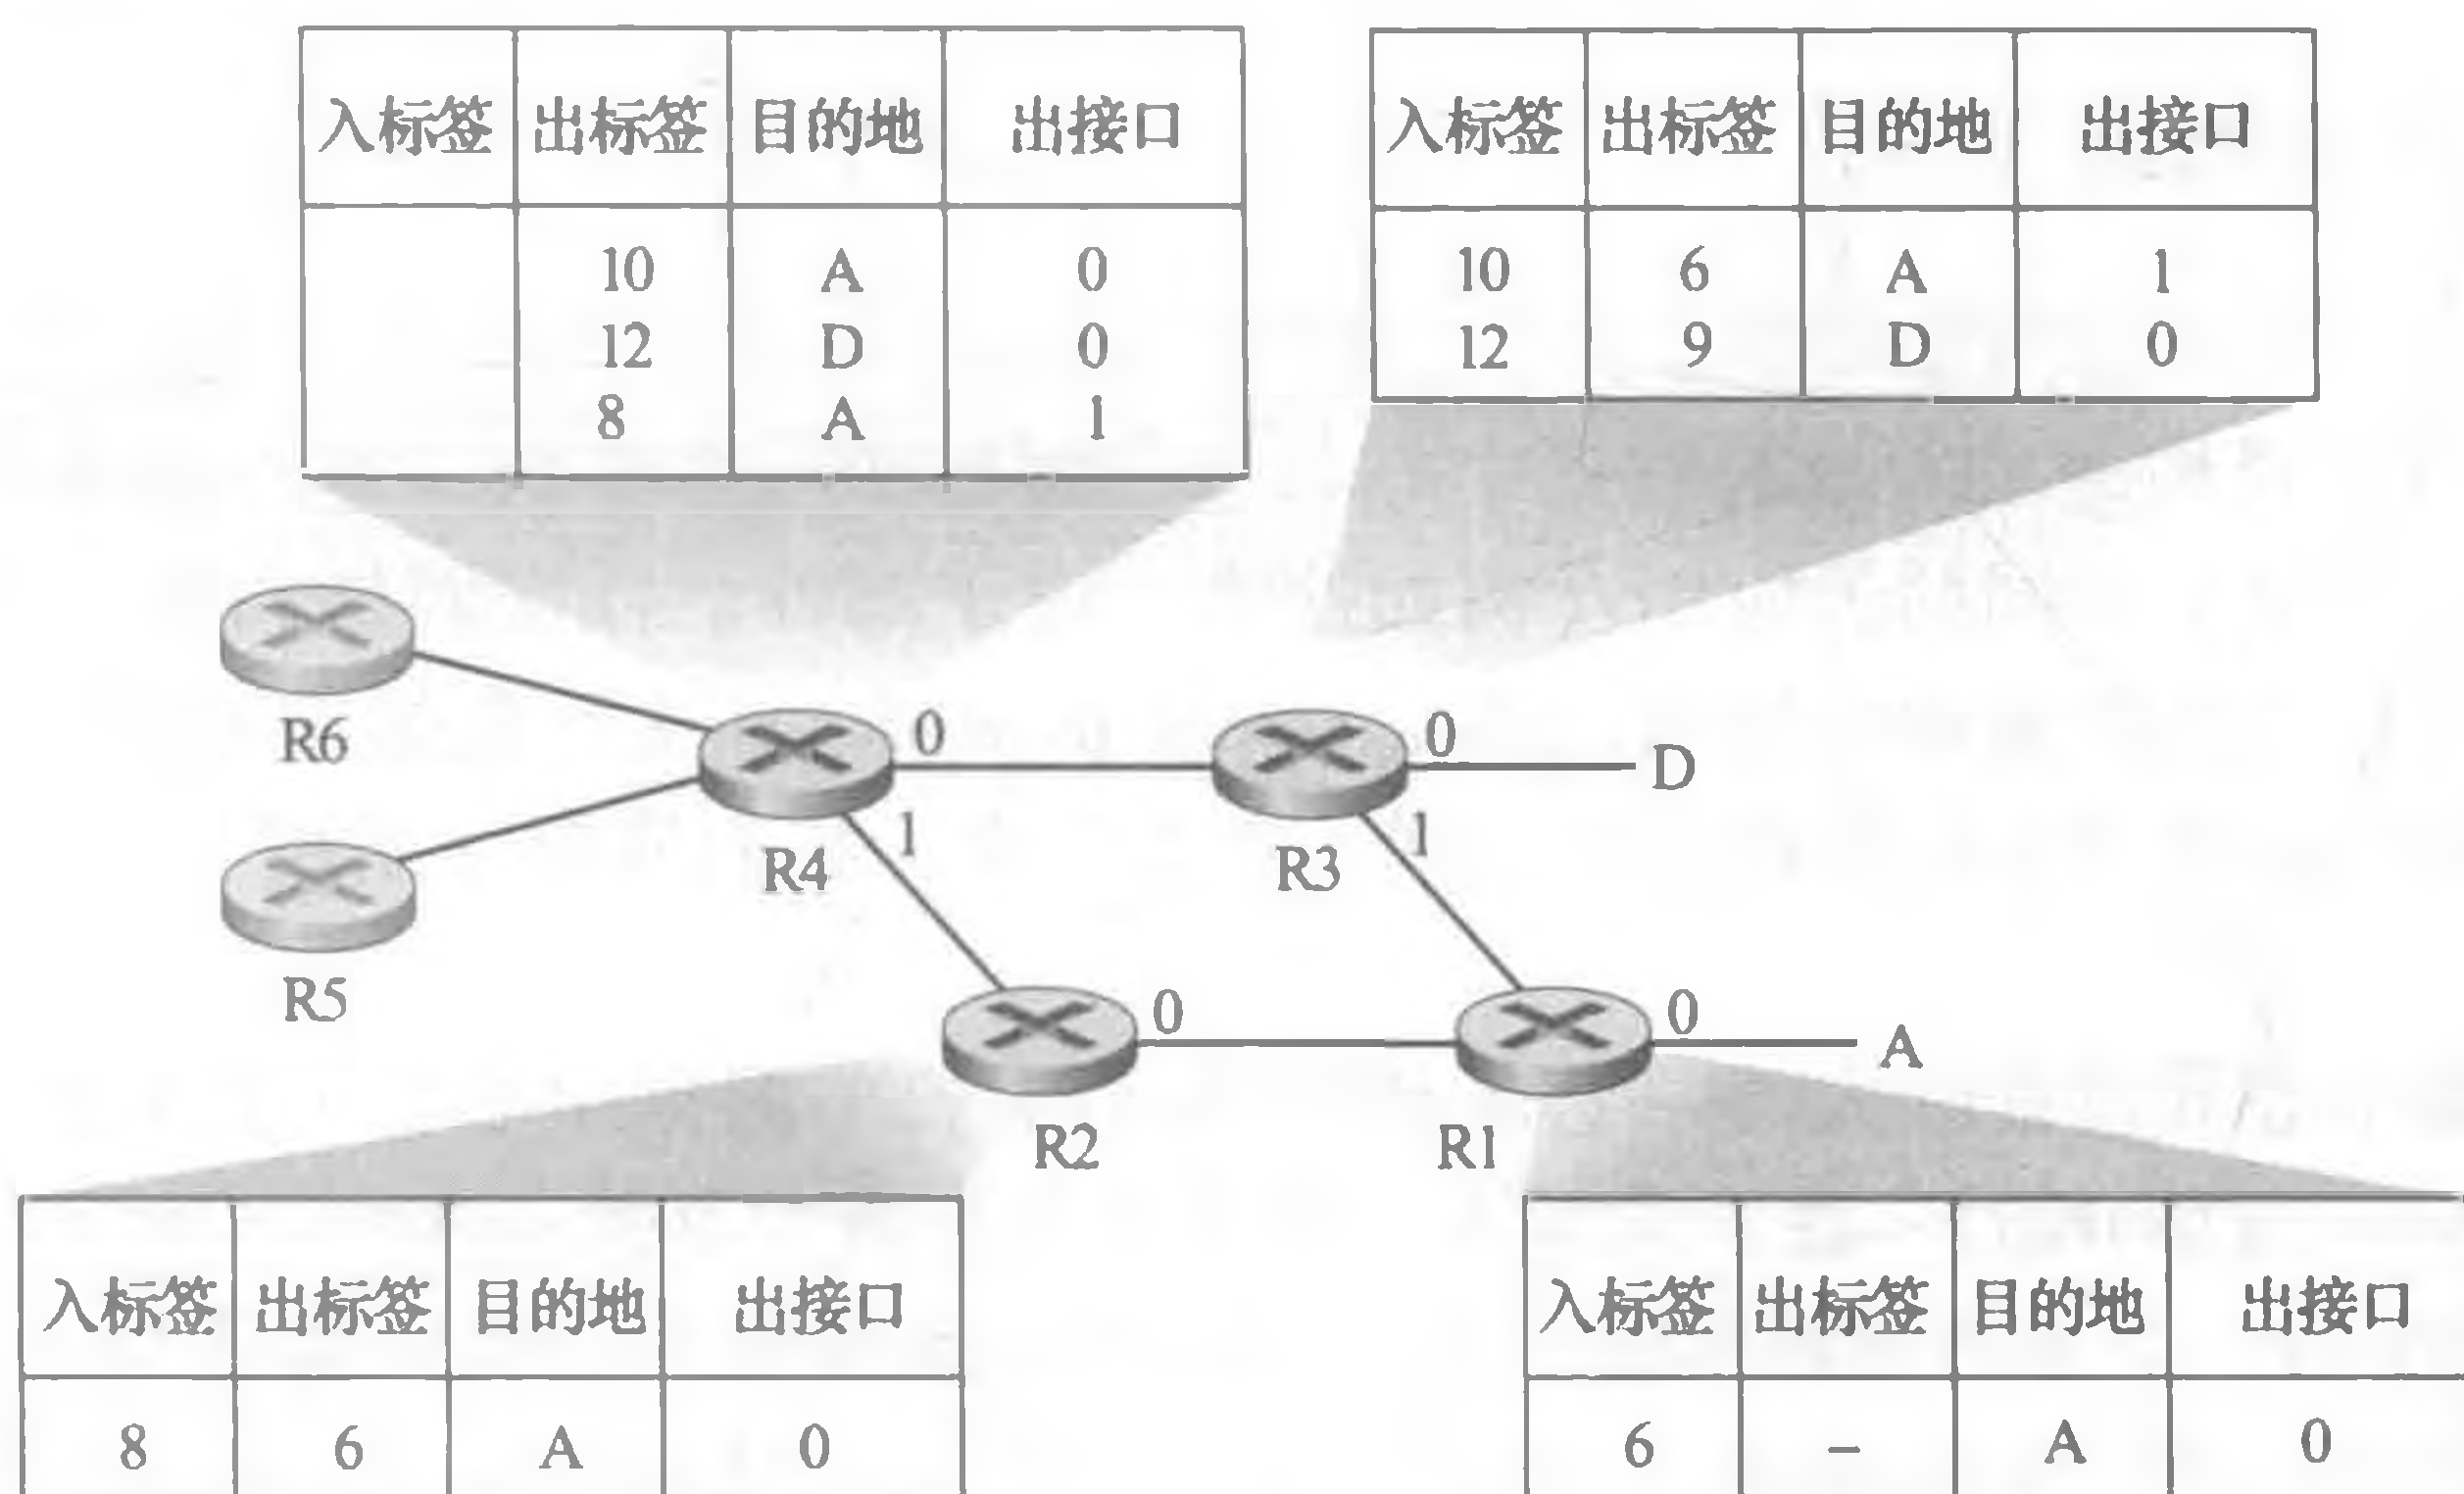 入标签 出标签 目的地 出接口
10 A 0
12 D 0
8 A 1
入标签 出标签 目的地 出接口
10 6 A 1
12 9 D 0
R6
0
0
D
R4
1
R3
1
R5
0
0
A
R2
R1
入标签 出标签 目的地 出接口
8 6 A 0
入标签 出标签 目的地 出接口
6 – A 0